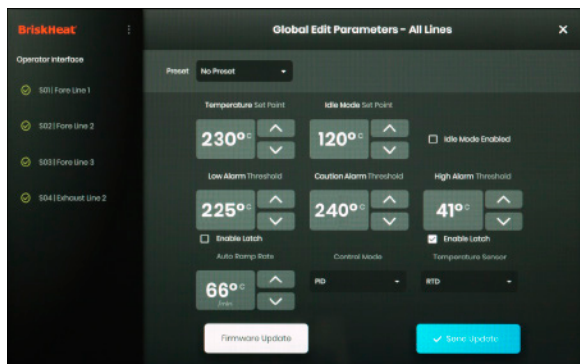 BriskHeat
Global Edit Parameters - All Lines
Operator Interface
Preset No Preset
S01 | Fore Line 1
S02 | Fore Line 2
S03 | Fore Line 3
S04 | Exhaust Line 2
Temperature Set Point Idle Mode Set Point
230° C 120° C Idle Mode Enabled
Low Alarm Threshold Caution Alarm Threshold High Alarm Threshold
225° C 240° C 41° C
Enable Latch Enable Latch
Auto Ramp Rate Control Mode Temperature Sensor
66° C /min PID RTD
Firmware Update Send Update